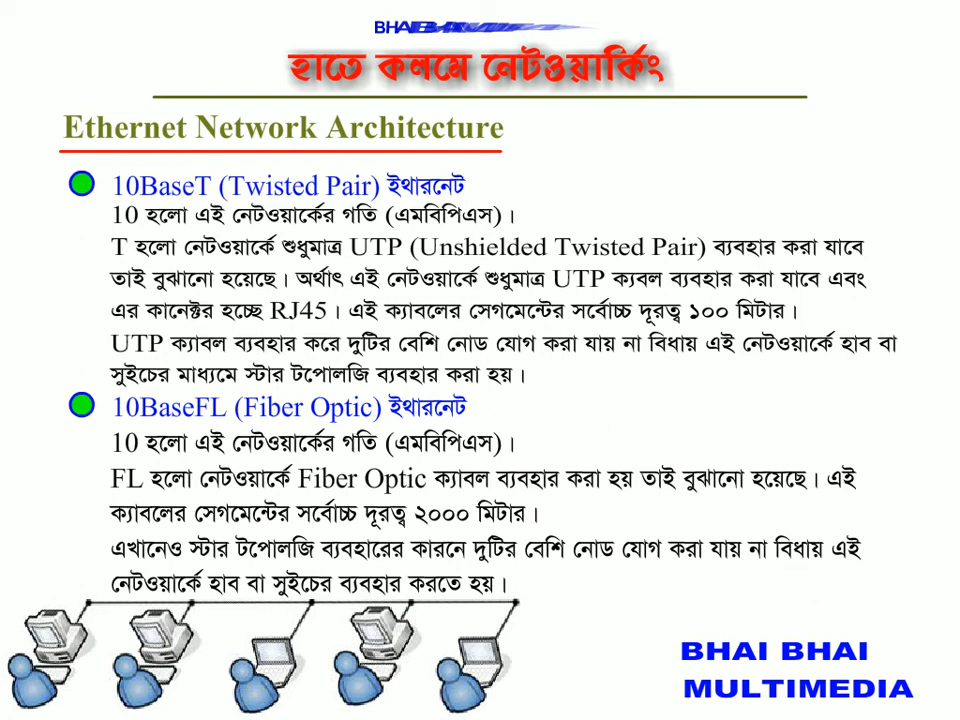 হাতে কলমে নেটওয়ার্কিং
Ethernet Network Architecture
10BaseT (Twisted Pair) ইথারনেট
10 হলো এই নেটওয়ার্কের গতি (এমবিপিএস)।
T হলো নেটওয়ার্কে শুধুমাত্র UTP (Unshielded Twisted Pair) ব্যবহার করা যাবে
তাই বুঝানো হয়েছে। অর্থাৎ এই নেটওয়ার্কে শুধুমাত্র UTP ক্যবল ব্যবহার করা যাবে এবং
এর কানেক্টর হচ্ছে RJ45। এই ক্যাবলের সেগমেন্টের সর্বোচ্চ দূরত্ব ১০০ মিটার।
UTP ক্যাবল ব্যবহার করে দুটির বেশি নোড যোগ করা যায় না বিধায় এই নেটওয়ার্কে হাব বা
সুইচের মাধ্যমে স্টার টপোলজি ব্যবহার করা হয়।
10BaseFL (Fiber Optic) ইথারনেট
10 হলো এই নেটওয়ার্কের গতি (এমবিপিএস)।
FL হলো নেটওয়ার্কে Fiber Optic ক্যাবল ব্যবহার করা হয় তাই বুঝানো হয়েছে। এই
ক্যাবলের সেগমেন্টের সর্বোচ্চ দূরত্ব ২০০০ মিটার।
এখানেও স্টার টপোলজি ব্যবহারের কারনে দুটির বেশি নোড যোগ করা যায় না বিধায় এই
নেটওয়ার্কে হাব বা সুইচের ব্যবহার করতে হয়।
BHAI BHAI
MULTIMEDIA